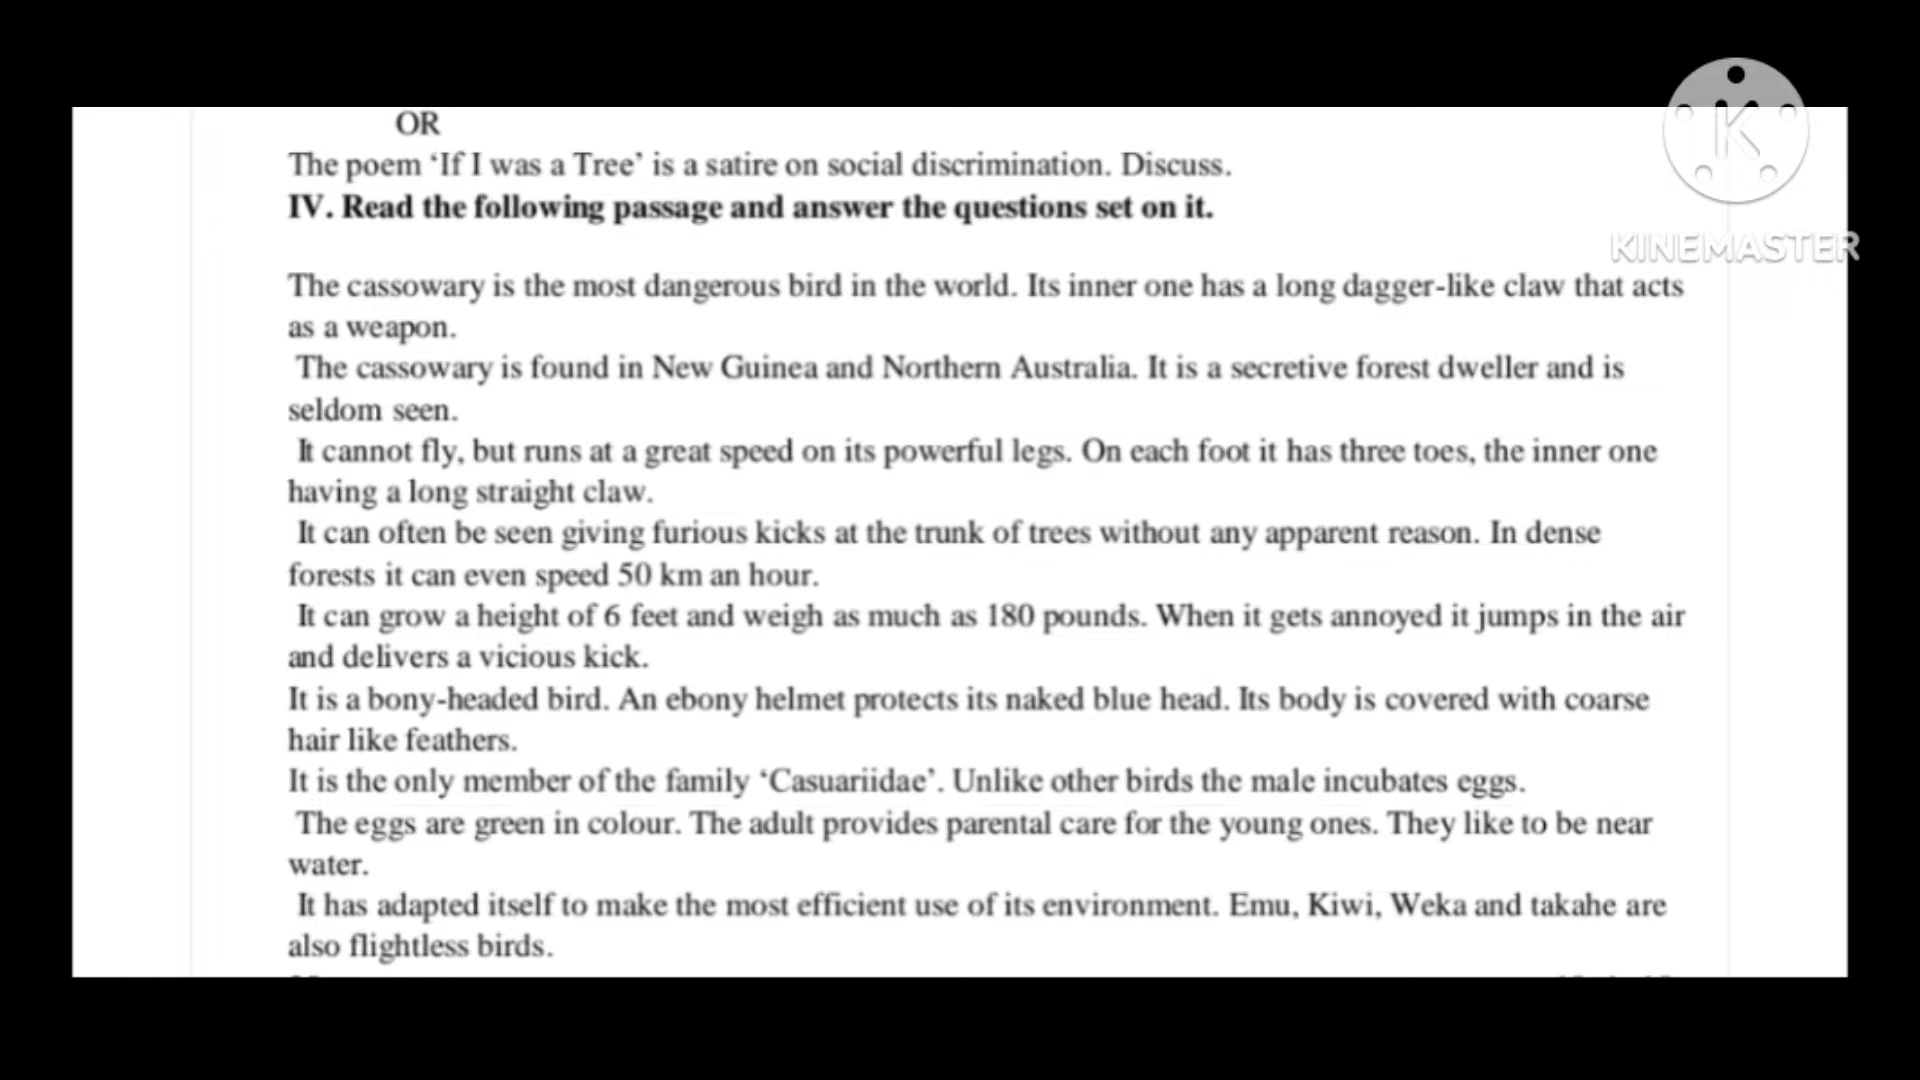 OR
The poem ‘If I was a Tree’ is a satire on social discrimination. Discuss.
IV. Read the following passage and answer the questions set on it.
KINEMASTER
The cassowary is the most dangerous bird in the world. Its inner one has a long dagger-like claw that acts
as a weapon.
The cassowary is found in New Guinea and Northern Australia. It is a secretive forest dweller and is
seldom seen.
It cannot fly, but runs at a great speed on its powerful legs. On each foot it has three toes, the inner one
having a long straight claw.
It can often be seen giving furious kicks at the trunk of trees without any apparent reason. In dense
forests it can even speed 50 km an hour.
It can grow a height of 6 feet and weigh as much as 180 pounds. When it gets annoyed it jumps in the air
and delivers a vicious kick.
It is a bony-headed bird. An ebony helmet protects its naked blue head. Its body is covered with coarse
hair like feathers.
It is the only member of the family ‘Casuariidae’. Unlike other birds the male incubates eggs.
The eggs are green in colour. The adult provides parental care for the young ones. They like to be near
water.
It has adapted itself to make the most efficient use of its environment. Emu, Kiwi, Weka and takahe are
also flightless birds.